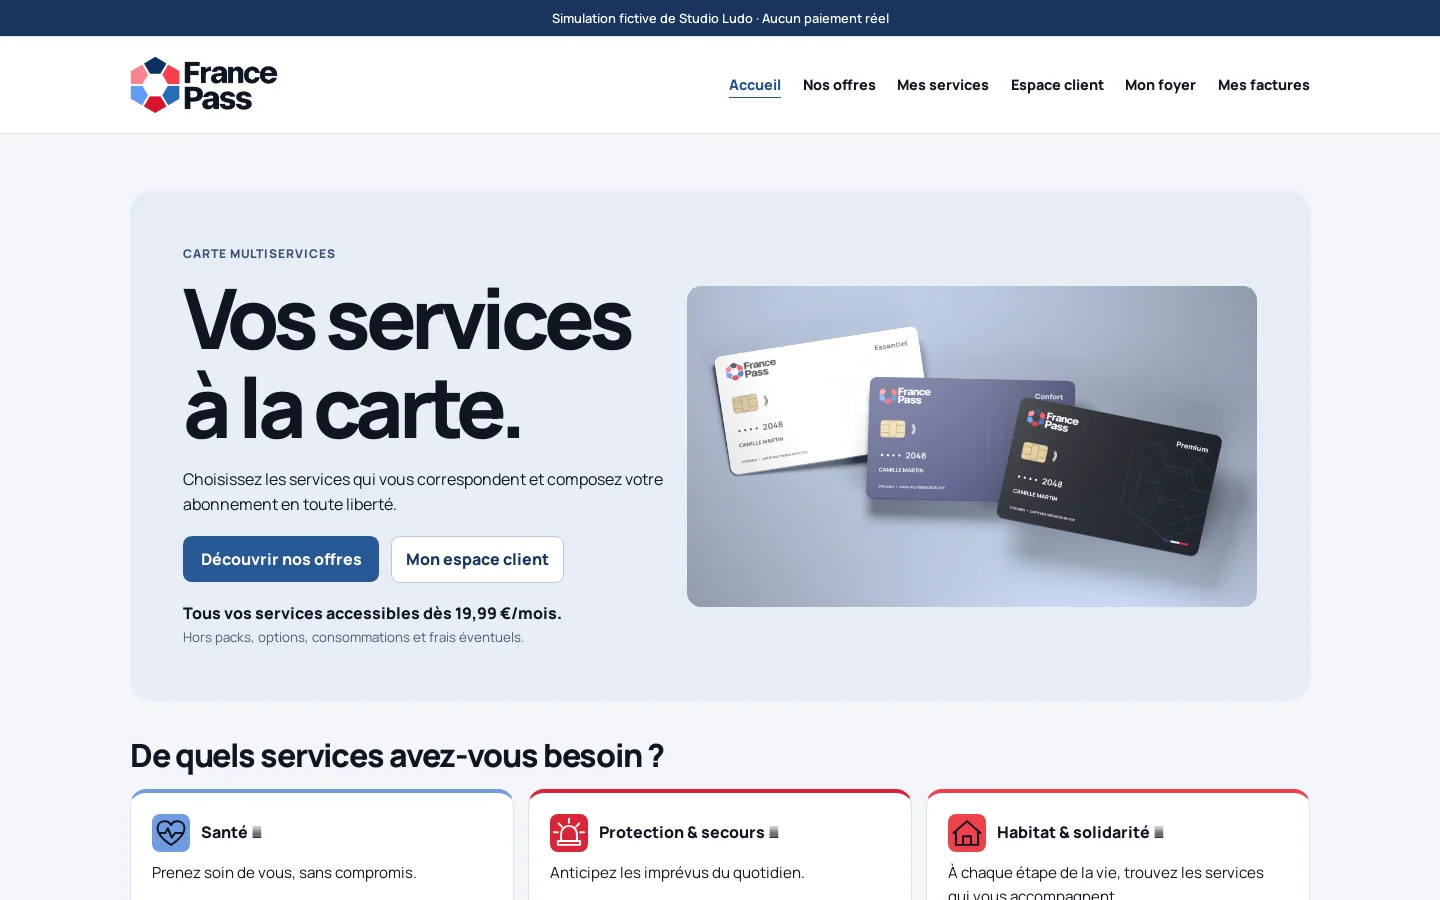 Simulation fictive de Studio Ludo · Aucun paiement réel
France
Pass
Accueil
Nos offres
Mes services
Espace client
Mon foyer
Mes factures
CARTE MULTISERVICES
Vos services
à la carte.
Choisissez les services qui vous correspondent et composez votre
abonnement en toute liberté.
Découvrir nos offres
Mon espace client
Tous vos services accessibles dès 19,99 €/mois.
Hors packs, options, consommations et frais éventuels.
France
Pass
Essentiel
•••• 2048
CAMILLE MARTIN
France
Pass
Confort
•••• 2048
CAMILLE MARTIN
France
Pass
Premium
•••• 2048
CAMILLE MARTIN
De quels services avez-vous besoin ?
Santé
Prenez soin de vous, sans compromis.
Protection & secours
Anticipez les imprévus du quotidien.
Habitat & solidarité
À chaque étape de la vie, trouvez les services
qui vous accompagnent